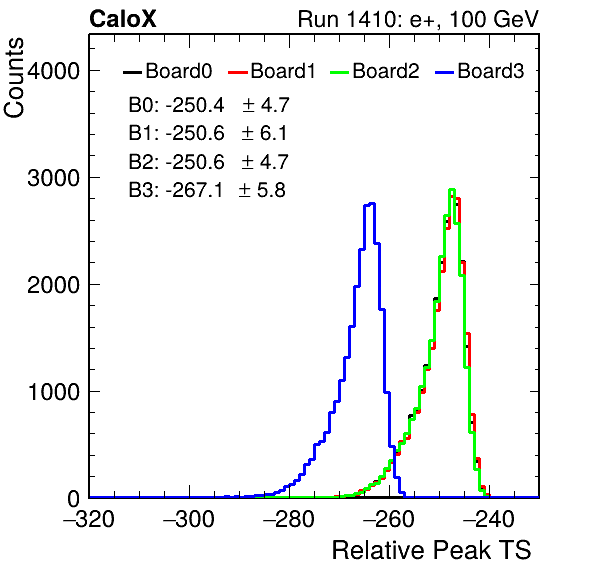 CaloX Run 1410: e+, 100 GeV
Counts
4000
3000
2000
1000
0
Board0 Board1 Board2 Board3
B0: -250.4 ± 4.7
B1: -250.6 ± 6.1
B2: -250.6 ± 4.7
B3: -267.1 ± 5.8
−320 −300 −280 −260 −240
Relative Peak TS